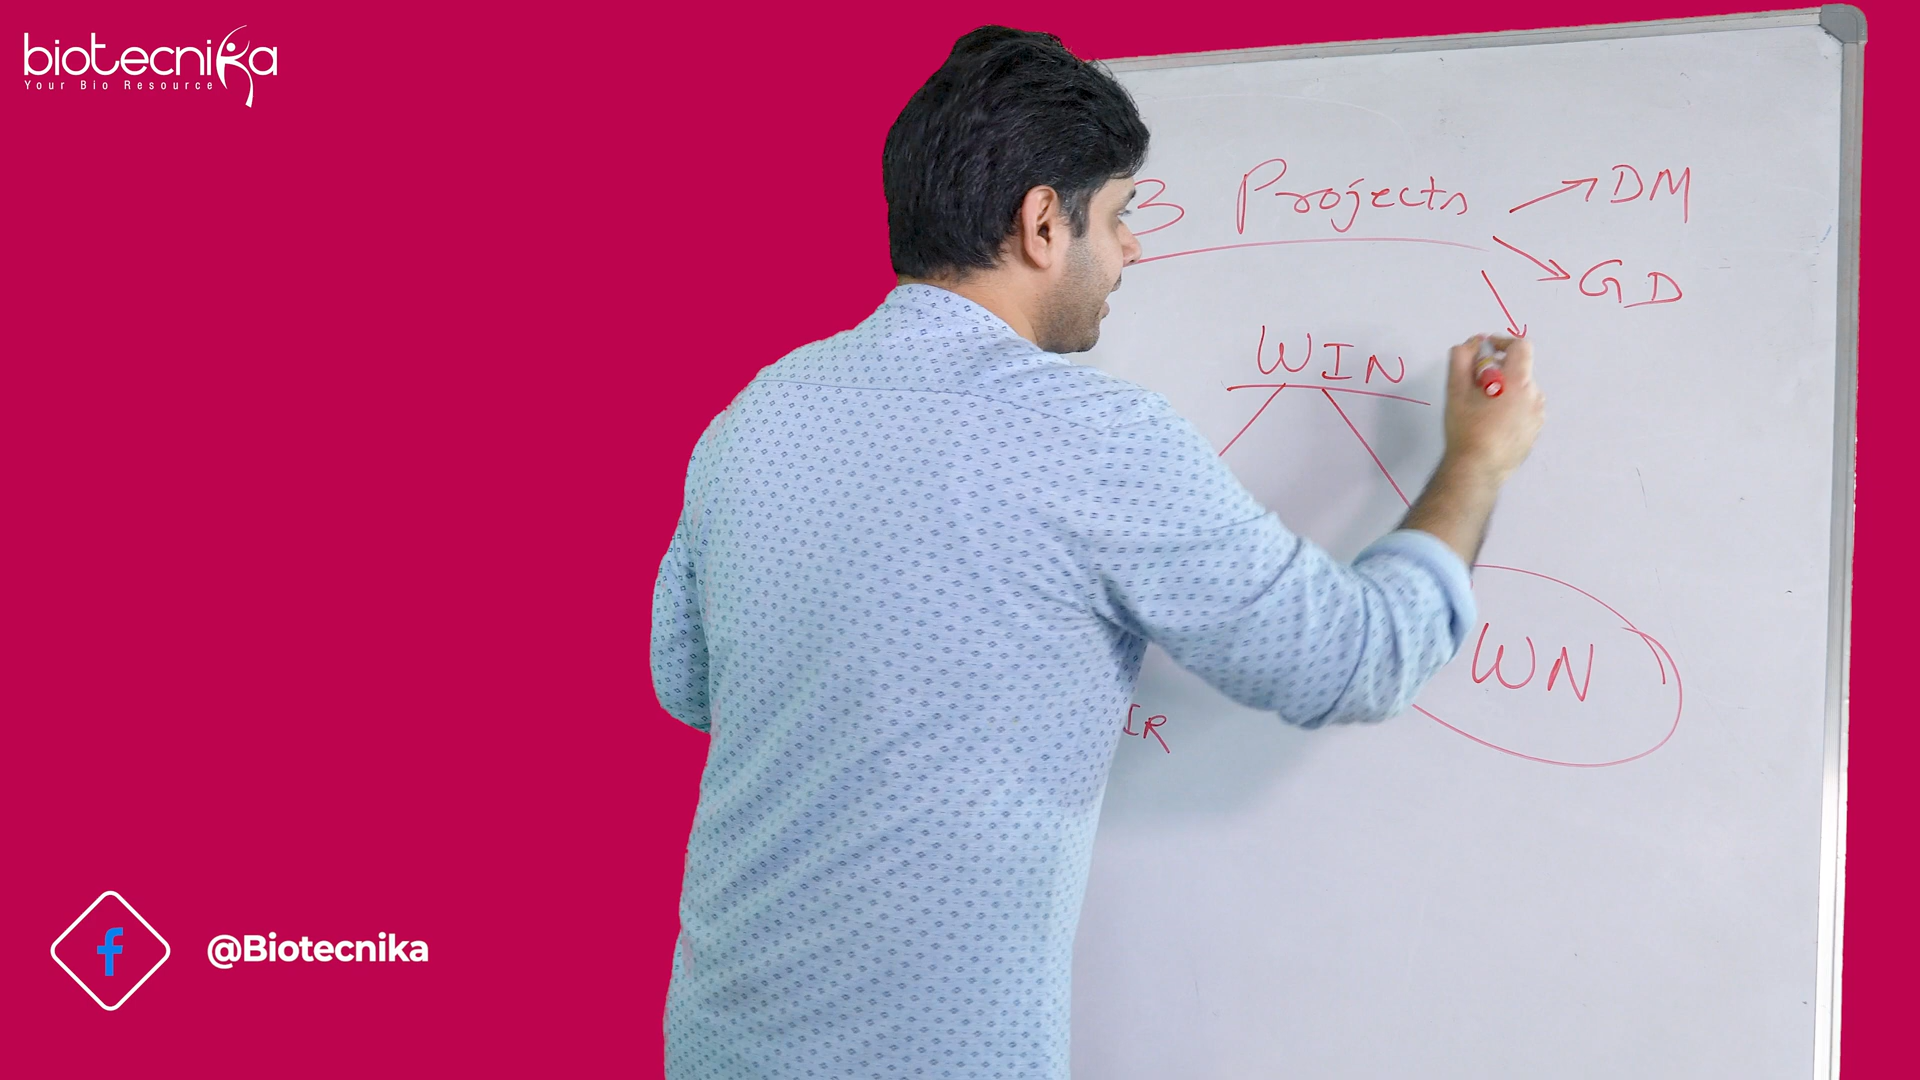 biotecnika
Your Bio Resource
3 Projects → DM
→ GD
WIN
WN
IR
@Biotecnika